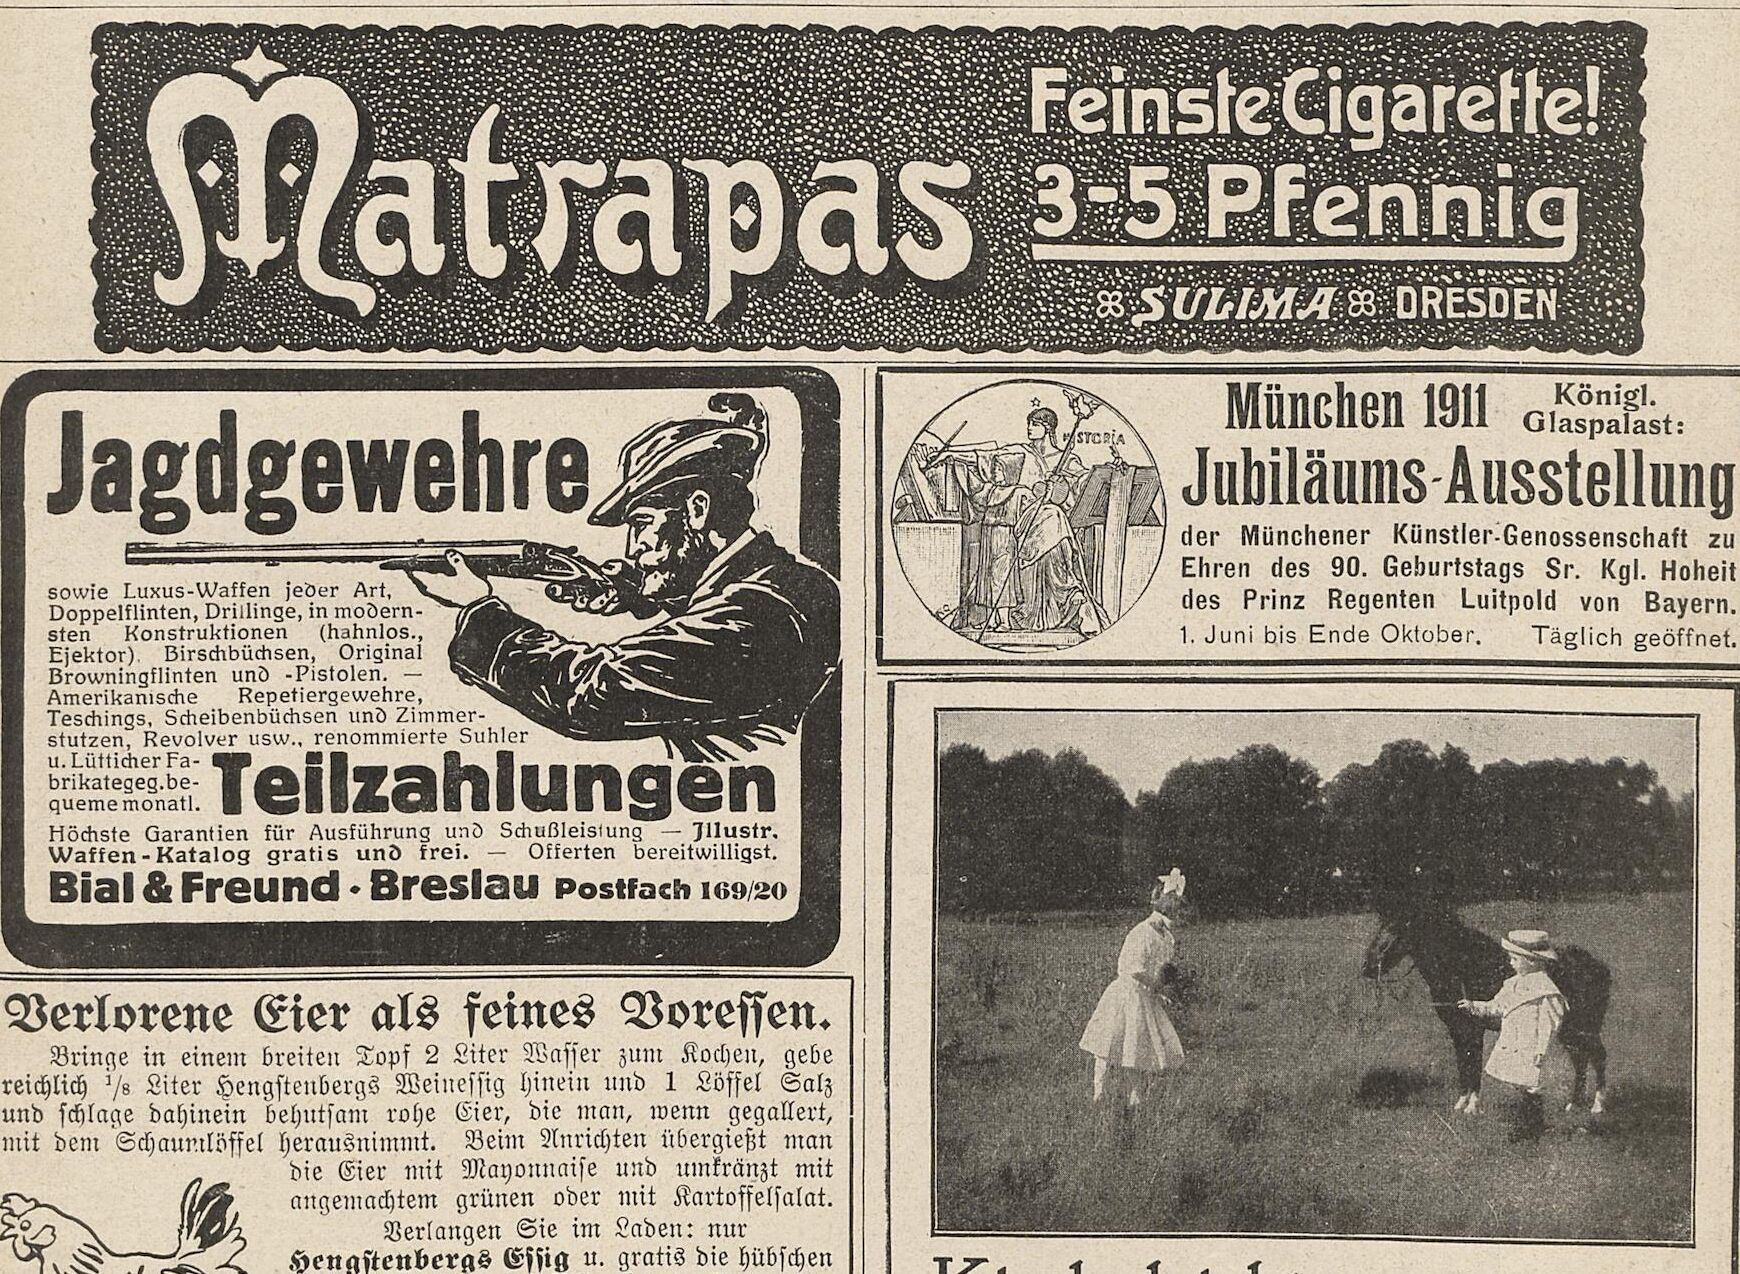 Matrapas
Feinste Cigarette!
3-5 Pfennig
SULIMA DRESDEN
Jagdgewehre
sowie Luxus-Waffen jeder Art,
Doppelflinten, Drillinge, in modern-
sten Konstruktionen (hahnlos.,
Ejektor). Birschbüchsen, Original
Browningflinten und -Pistolen. —
Amerikanische Repetiergewehre,
Teschings, Scheibenbüchsen und Zimmer-
stutzen, Revolver usw., renommierte Suhler
u. Lütticher Fa-
brikate geg. be-
queme monatl.
Teilzahlungen
Höchste Garantien für Ausführung und Schußleistung — Jllustr.
Waffen-Katalog gratis und frei. — Offerten bereitwilligst.
Bial & Freund · Breslau Postfach 169/20
HISTORIA
München 1911 Königl.
Glaspalast:
Jubiläums-Ausstellung
der Münchener Künstler-Genossenschaft zu
Ehren des 90. Geburtstags Sr. Kgl. Hoheit
des Prinz Regenten Luitpold von Bayern.
1. Juni bis Ende Oktober. Täglich geöffnet.
Verlorene Eier als feines Voressen.
Bringe in einem breiten Topf 2 Liter Wasser zum Kochen, gebe
reichlich 1/8 Liter Hengstenbergs Weinessig hinein und 1 Löffel Salz
und schlage dahinein behutsam rohe Eier, die man, wenn gegallert,
mit dem Schaumlöffel herausnimmt. Beim Anrichten übergießt man
die Eier mit Mayonnaise und umkränzt mit
angemachtem grünen oder mit Kartoffelsalat.
Verlangen Sie im Laden: nur
Hengstenbergs Essig u. gratis die hübschen